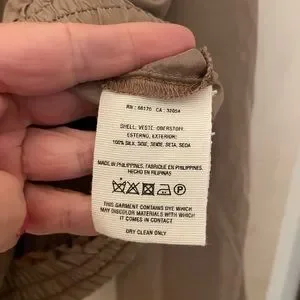 RN : 66170  CA : 32054
SHELL, VESTE: OBERSTOFF,
ESTERNO, EXTERIOR:
100% SILK, SOIE, SEIDE, SETA, SEDA
MADE IN PHILIPPINES, FABRIQUE EN PHILIPPINES
HECHO EN FILIPINAS
THIS GARMENT CONTAINS DYE WHICH
MAY DISCOLOR MATERIALS WITH WHICH
IT COMES IN CONTACT
DRY CLEAN ONLY